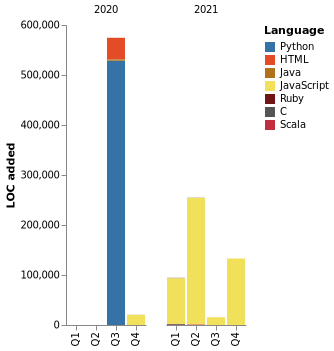 2020 2021
Language
Python
HTML
Java
JavaScript
Ruby
C
Scala
LOC added
600,000
500,000
400,000
300,000
200,000
100,000
0
Q1 Q2 Q3 Q4 Q1 Q2 Q3 Q4